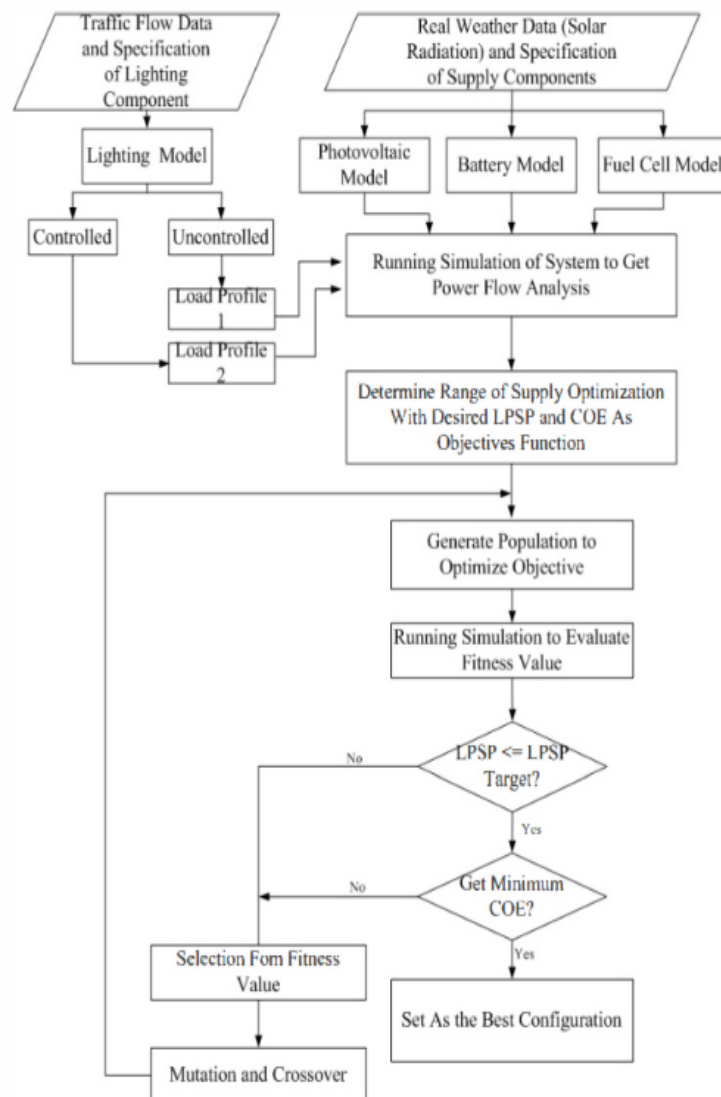 Traffic Flow Data
and Specification
of Lighting
Component
Real Weather Data (Solar
Radiation) and Specification
of Supply Components
Lighting Model
Photovoltaic
Model
Battery Model
Fuel Cell Model
Controlled
Uncontrolled
Running Simulation of System to Get
Power Flow Analysis
Load Profile
1
Load Profile
2
Determine Range of Supply Optimization
With Desired LPSP and COE As
Objectives Function
Generate Population to
Optimize Objective
Running Simulation to Evaluate
Fitness Value
LPSP <= LPSP
Target?
No
Yes
Get Minimum
COE?
No
Yes
Selection Fom Fitness
Value
Set As the Best Configuration
Mutation and Crossover